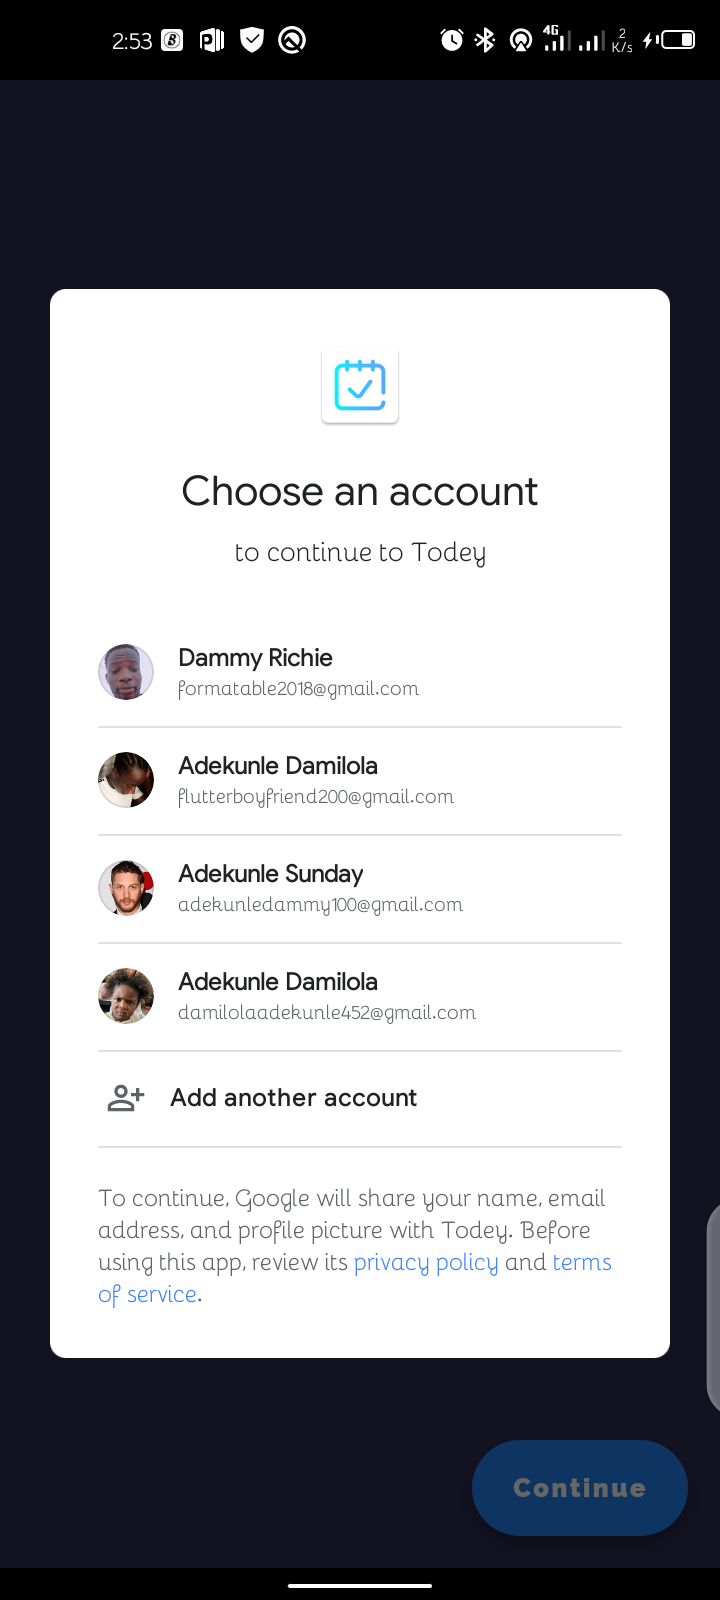 2:53
4G
2
K/s
Choose an account
to continue to Todey
Dammy Richie
formatable2018@gmail.com
Adekunle Damilola
flutterboyfriend200@gmail.com
Adekunle Sunday
adekunledammy100@gmail.com
Adekunle Damilola
damilolaadekunle452@gmail.com
Add another account
To continue, Google will share your name, email
address, and profile picture with Todey. Before
using this app, review its privacy policy and terms
of service.
Continue